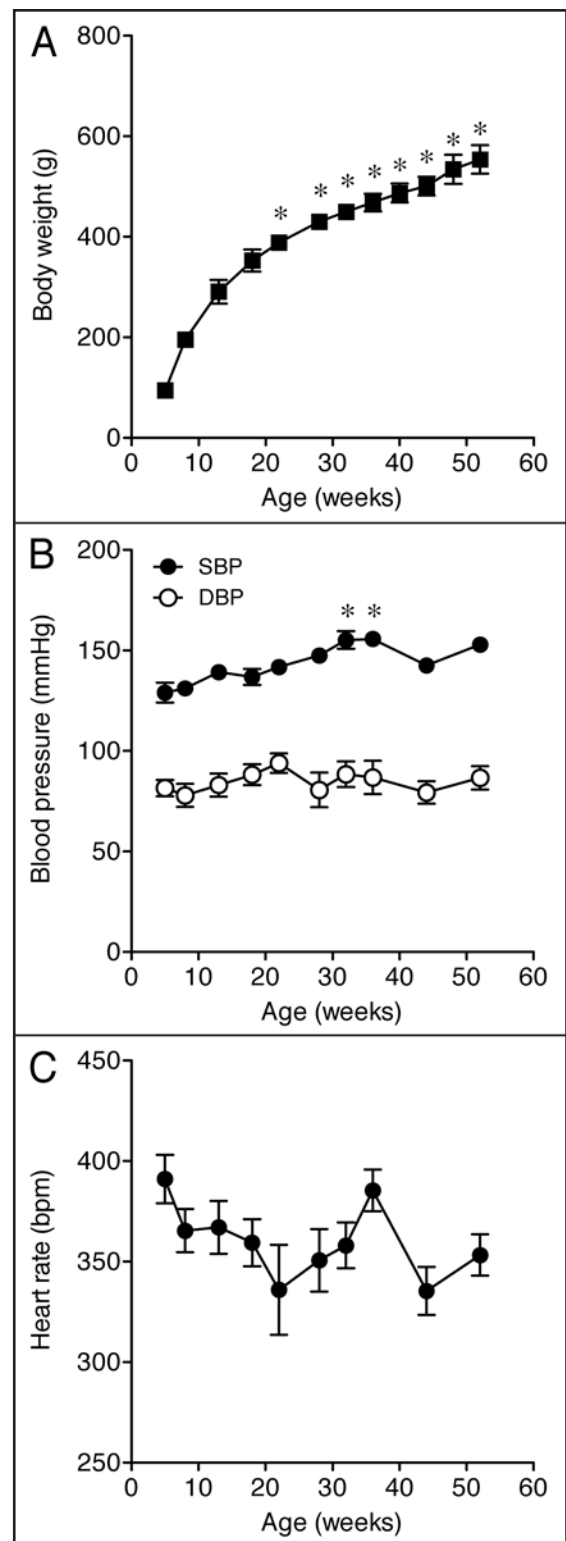 A
800
600
400
200
0
Body weight (g)
* * * * * * * *
0 10 20 30 40 50 60
Age (weeks)
B
200
150
100
50
0
Blood pressure (mmHg)
SBP
DBP
* *
0 10 20 30 40 50 60
Age (weeks)
C
450
400
350
300
250
Heart rate (bpm)
0 10 20 30 40 50 60
Age (weeks)